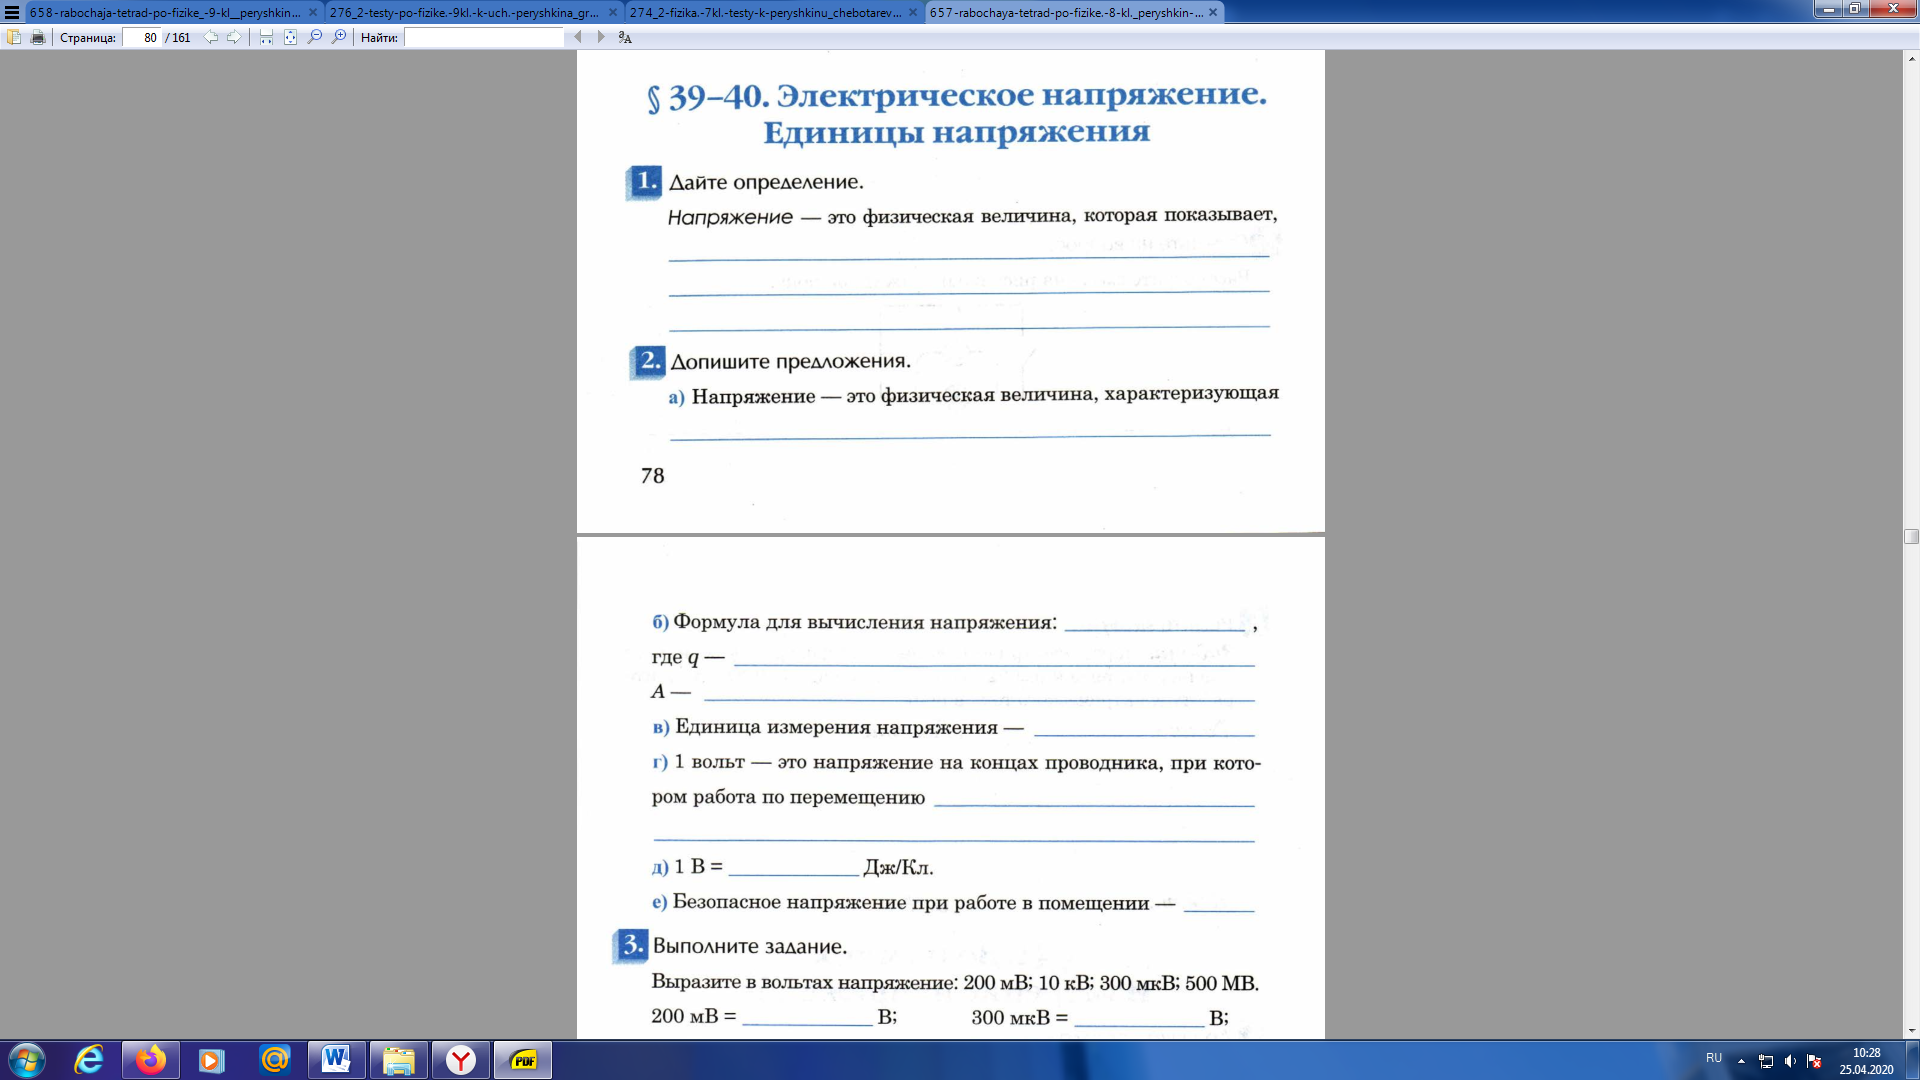 658-rabochaja-tetrad-po-fizike_-9-kl__peryshkin... 276_2-testy-po-fizike.-9kl.-k-uch.-peryshkina_gr... 274_2-fizika.-7kl.-testy-k-peryshkinu_chebotarev... 657-rabochaya-tetrad-po-fizike.-8-kl._peryshkin-...
Страница: 80 / 161 Найти:
§ 39–40. Электрическое напряжение.
Единицы напряжения
1. Дайте определение.
Напряжение — это физическая величина, которая показывает,
2. Допишите предложения.
а) Напряжение — это физическая величина, характеризующая
78
б) Формула для вычисления напряжения: ,
где q —
A —
в) Единица измерения напряжения —
г) 1 вольт — это напряжение на концах проводника, при кото-
ром работа по перемещению
д) 1 В = Дж/Кл.
е) Безопасное напряжение при работе в помещении —
3. Выполните задание.
Выразите в вольтах напряжение: 200 мВ; 10 кВ; 300 мкВ; 500 МВ.
200 мВ = В; 300 мкВ = В;
RU 10:28
25.04.2020
PDF